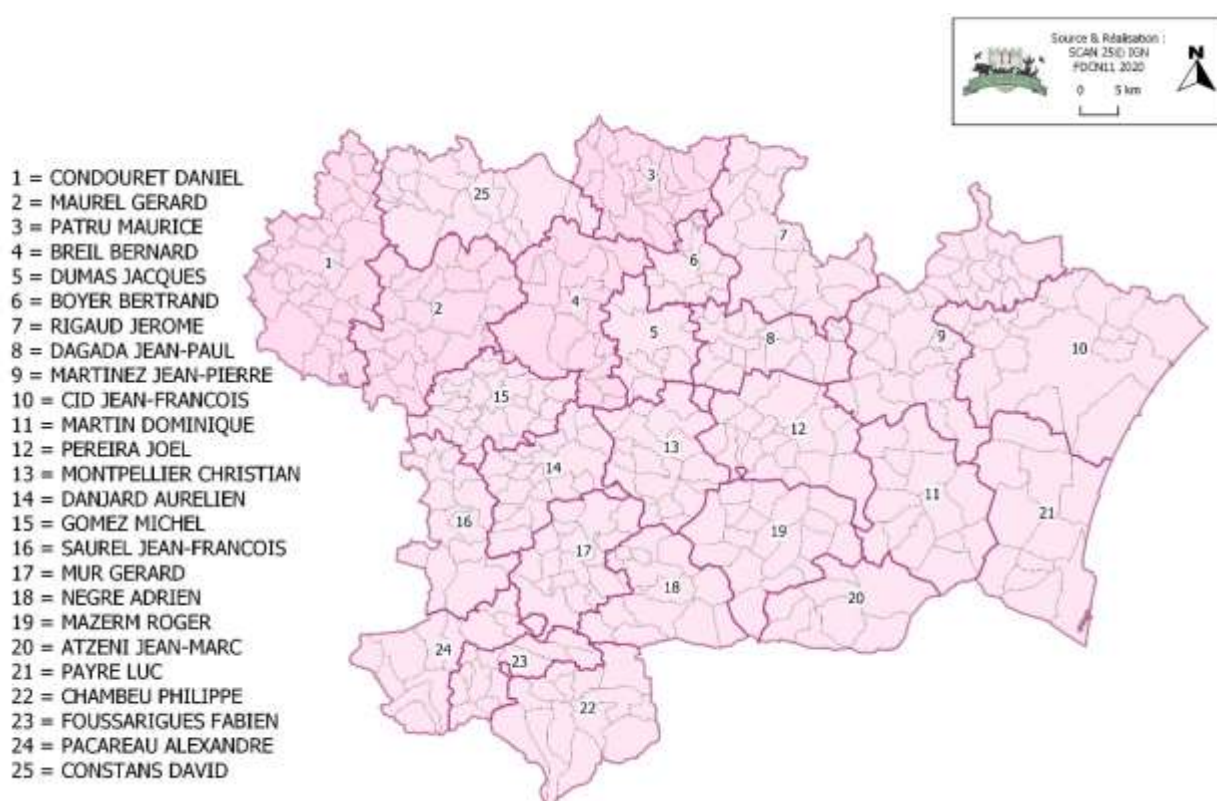 Source & Réalisation :
SCAN 25© IGN
FDCN11 2020
0 5 km
N
1 = CONDOURET DANIEL
2 = MAUREL GERARD
3 = PATRU MAURICE
4 = BREIL BERNARD
5 = DUMAS JACQUES
6 = BOYER BERTRAND
7 = RIGAUD JEROME
8 = DAGADA JEAN-PAUL
9 = MARTINEZ JEAN-PIERRE
10 = CID JEAN-FRANCOIS
11 = MARTIN DOMINIQUE
12 = PEREIRA JOEL
13 = MONTPELLIER CHRISTIAN
14 = DANJARD AURELIEN
15 = GOMEZ MICHEL
16 = SAUREL JEAN-FRANCOIS
17 = MUR GERARD
18 = NEGRE ADRIEN
19 = MAZERM ROGER
20 = ATZENI JEAN-MARC
21 = PAYRE LUC
22 = CHAMBEU PHILIPPE
23 = FOUSSARIGUES FABIEN
24 = PACAREAU ALEXANDRE
25 = CONSTANS DAVID
3
25
7
6
1
4
2
5
8
9
10
15
12
13
14
11
16
21
19
17
18
20
24
23
22